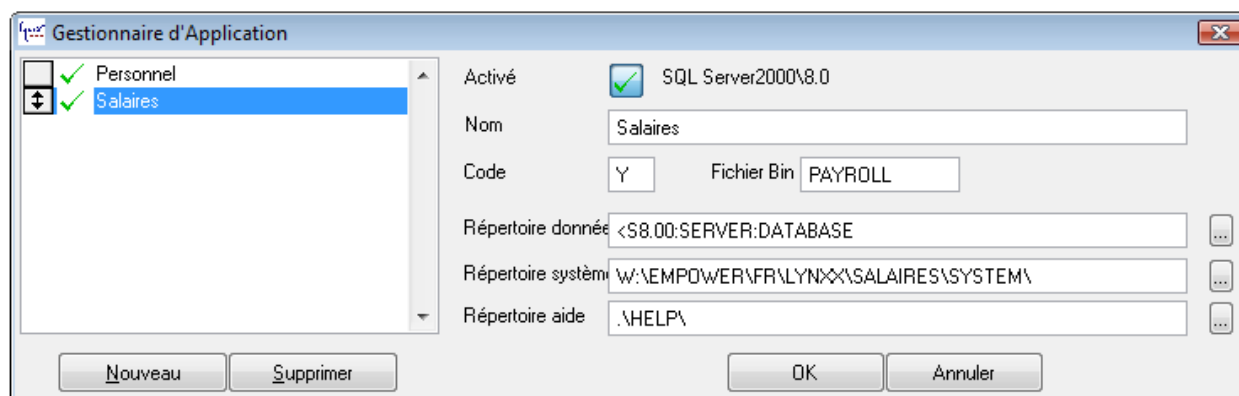 Gestionnaire d'Application
Personnel
Salaires
Activé
SQL Server2000\8.0
Nom
Salaires
Code
Y
Fichier Bin
PAYROLL
Répertoire donnée
<S8.00:SERVER:DATABASE
...
Répertoire systèm
W:\EMPOWER\FR\LYNXX\SALAIRES\SYSTEM\
...
Répertoire aide
.\HELP\
...
Nouveau
Supprimer
OK
Annuler